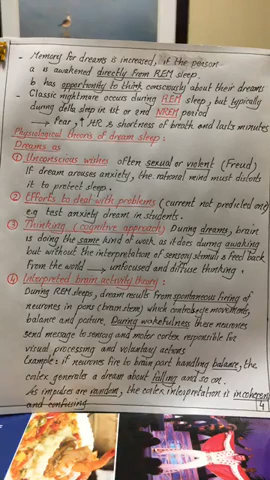 - Memory for dreams is increased, if the person
a is awakened directly from REM sleep.
b has opportunity to think consciously about their dreams
- Classic nightmare occurs during REM sleep, but typically
during delta sleep in 1st or end NREM period
→ fear, ↑ HR & shortness of breath and lasts minutes
Physiological theory of dream sleep:
Dreams as
① Unconscious wishes often sexual or violent (Freud)
If dream arouses anxiety, the rational mind must distorts
it to protect sleep.
② Efforts to deal with problems (current not predicted one)
e.g test anxiety dream in students.
③ Thinking (cognitive approach) During dreams, brain
is doing the same kind of work as it does during awaking
but without the interpretation of sensory stimuli & feed back
from the world → unfocused and diffuse thinking.
④ Interpreted brain activity theory:
During REM sleep, dream results from spontaneous firing of
neurones in pons (brain stem) which controls eye movements,
balance and posture. During wakefulness these neurones
send message to sensory and motor cortex responsible for
visual processing and voluntary actions
Example: if neurones fire to brain part handling balance, the
cortex generates a dream about falling and so on.
As impulses are random, the cortex interpretation is incoherent
and confusing.
4